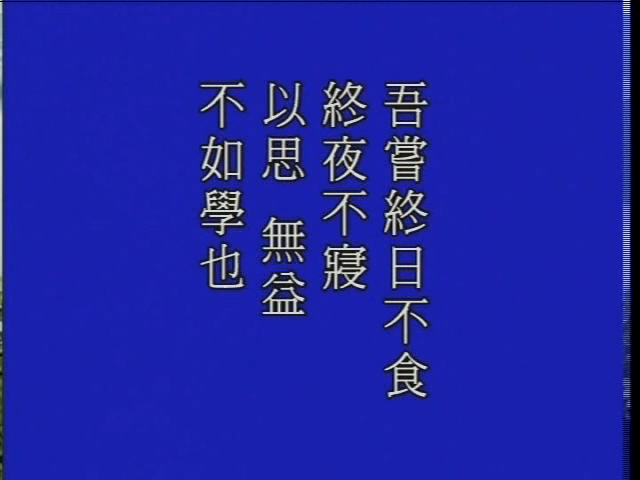 吾嘗終日不食
終夜不寢
以思 無益
不如學也